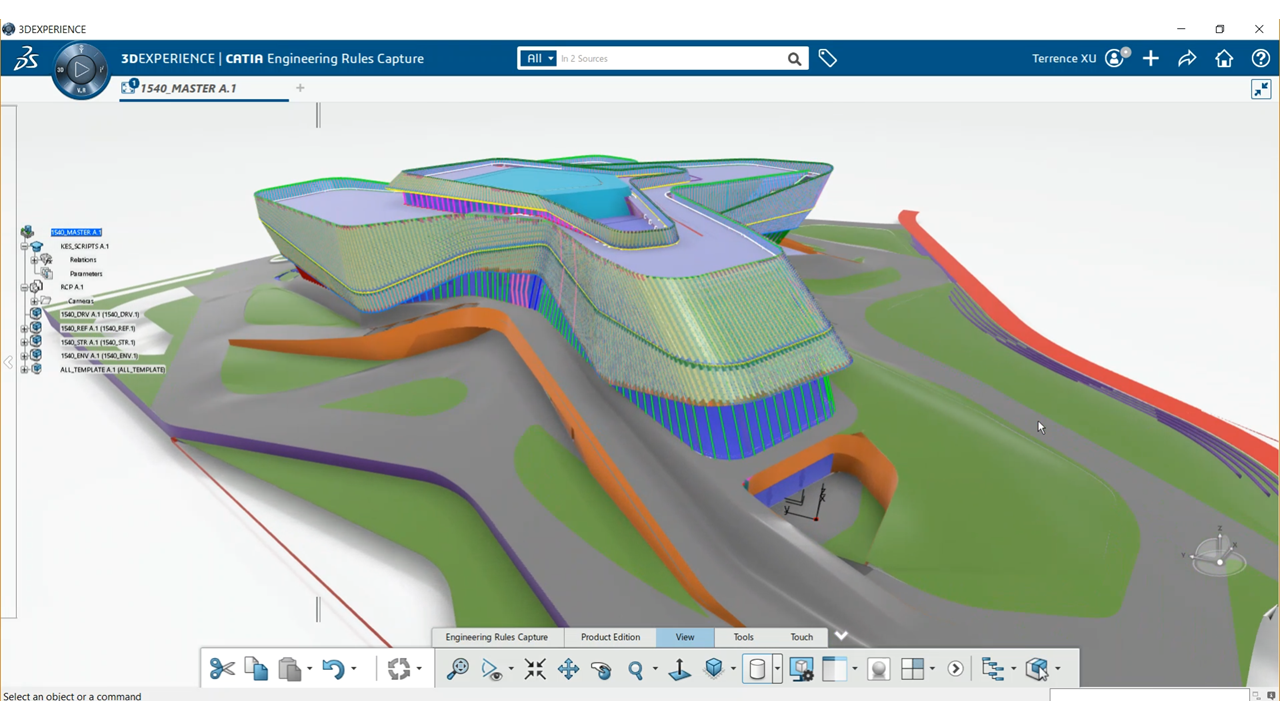 3DEXPERIENCE
3DEXPERIENCE | CATIA Engineering Rules Capture
All
In 2 Sources
Terrence XU
3D
V.R
1
1540_MASTER A.1
1540_MASTER A.1
KES_SCRIPTS A.1
Relations
Parameters
RCP A.1
Cameras
1540_DRV A.1 (1540_DRV.1)
1540_REF A.1 (1540_REF.1)
1540_STR A.1 (1540_STR.1)
1540_ENV A.1 (1540_ENV.1)
ALL_TEMPLATE A.1 (ALL_TEMPLATE)
Z
X
Y
Engineering Rules Capture
Product Edition
View
Tools
Touch
Select an object or a command